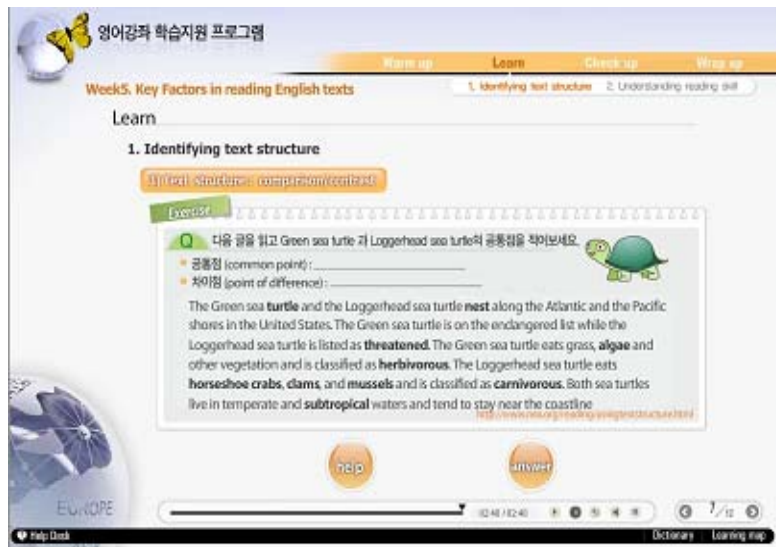 영어강좌 학습지원 프로그램
Warm up Learn Check up Wrap up
Week5. Key Factors in reading English texts
1. Identifying text structure 2. Understanding reading skill
Learn
1. Identifying text structure
1) Text structure : comparison/contrast
Exercise
Q 다음 글을 읽고 Green sea turtle 과 Loggerhead sea turtle의 공통점을 적어보세요.
공통점 (common point) :
차이점 (point of difference) :
The Green sea turtle and the Loggerhead sea turtle nest along the Atlantic and the Pacific
shores in the United States. The Green sea turtle is on the endangered list while the
Loggerhead sea turtle is listed as threatened. The Green sea turtle eats grass, algae and
other vegetation and is classified as herbivorous. The Loggerhead sea turtle eats
horseshoe crabs, clams, and mussels and is classified as carnivorous. Both sea turtles
live in temperate and subtropical waters and tend to stay near the coastline
help answer
EUROPE
02:40 / 02:40
7/12
Help Desk Dictionary Learning map